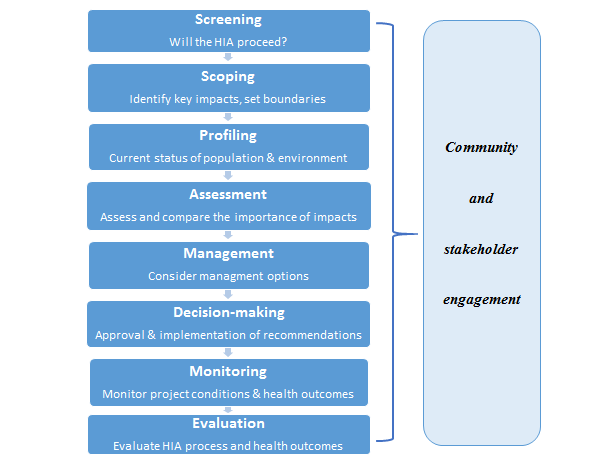 Screening
Will the HIA proceed?
Scoping
Identify key impacts, set boundaries
Profiling
Current status of population & environment
Assessment
Assess and compare the importance of impacts
Management
Consider managment options
Decision-making
Approval & implementation of recommendations
Monitoring
Monitor project conditions & health outcomes
Evaluation
Evaluate HIA process and health outcomes
Community
and
stakeholder
engagement